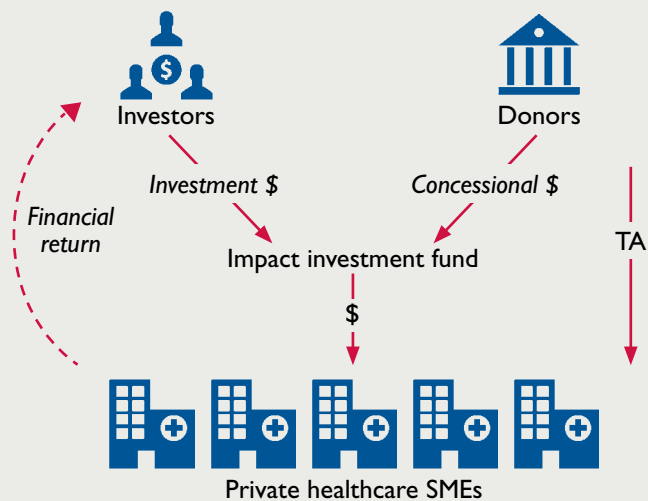 $
Investors
Donors
Investment $
Concessional $
Financial
return
TA
Impact investment fund
$
Private healthcare SMEs